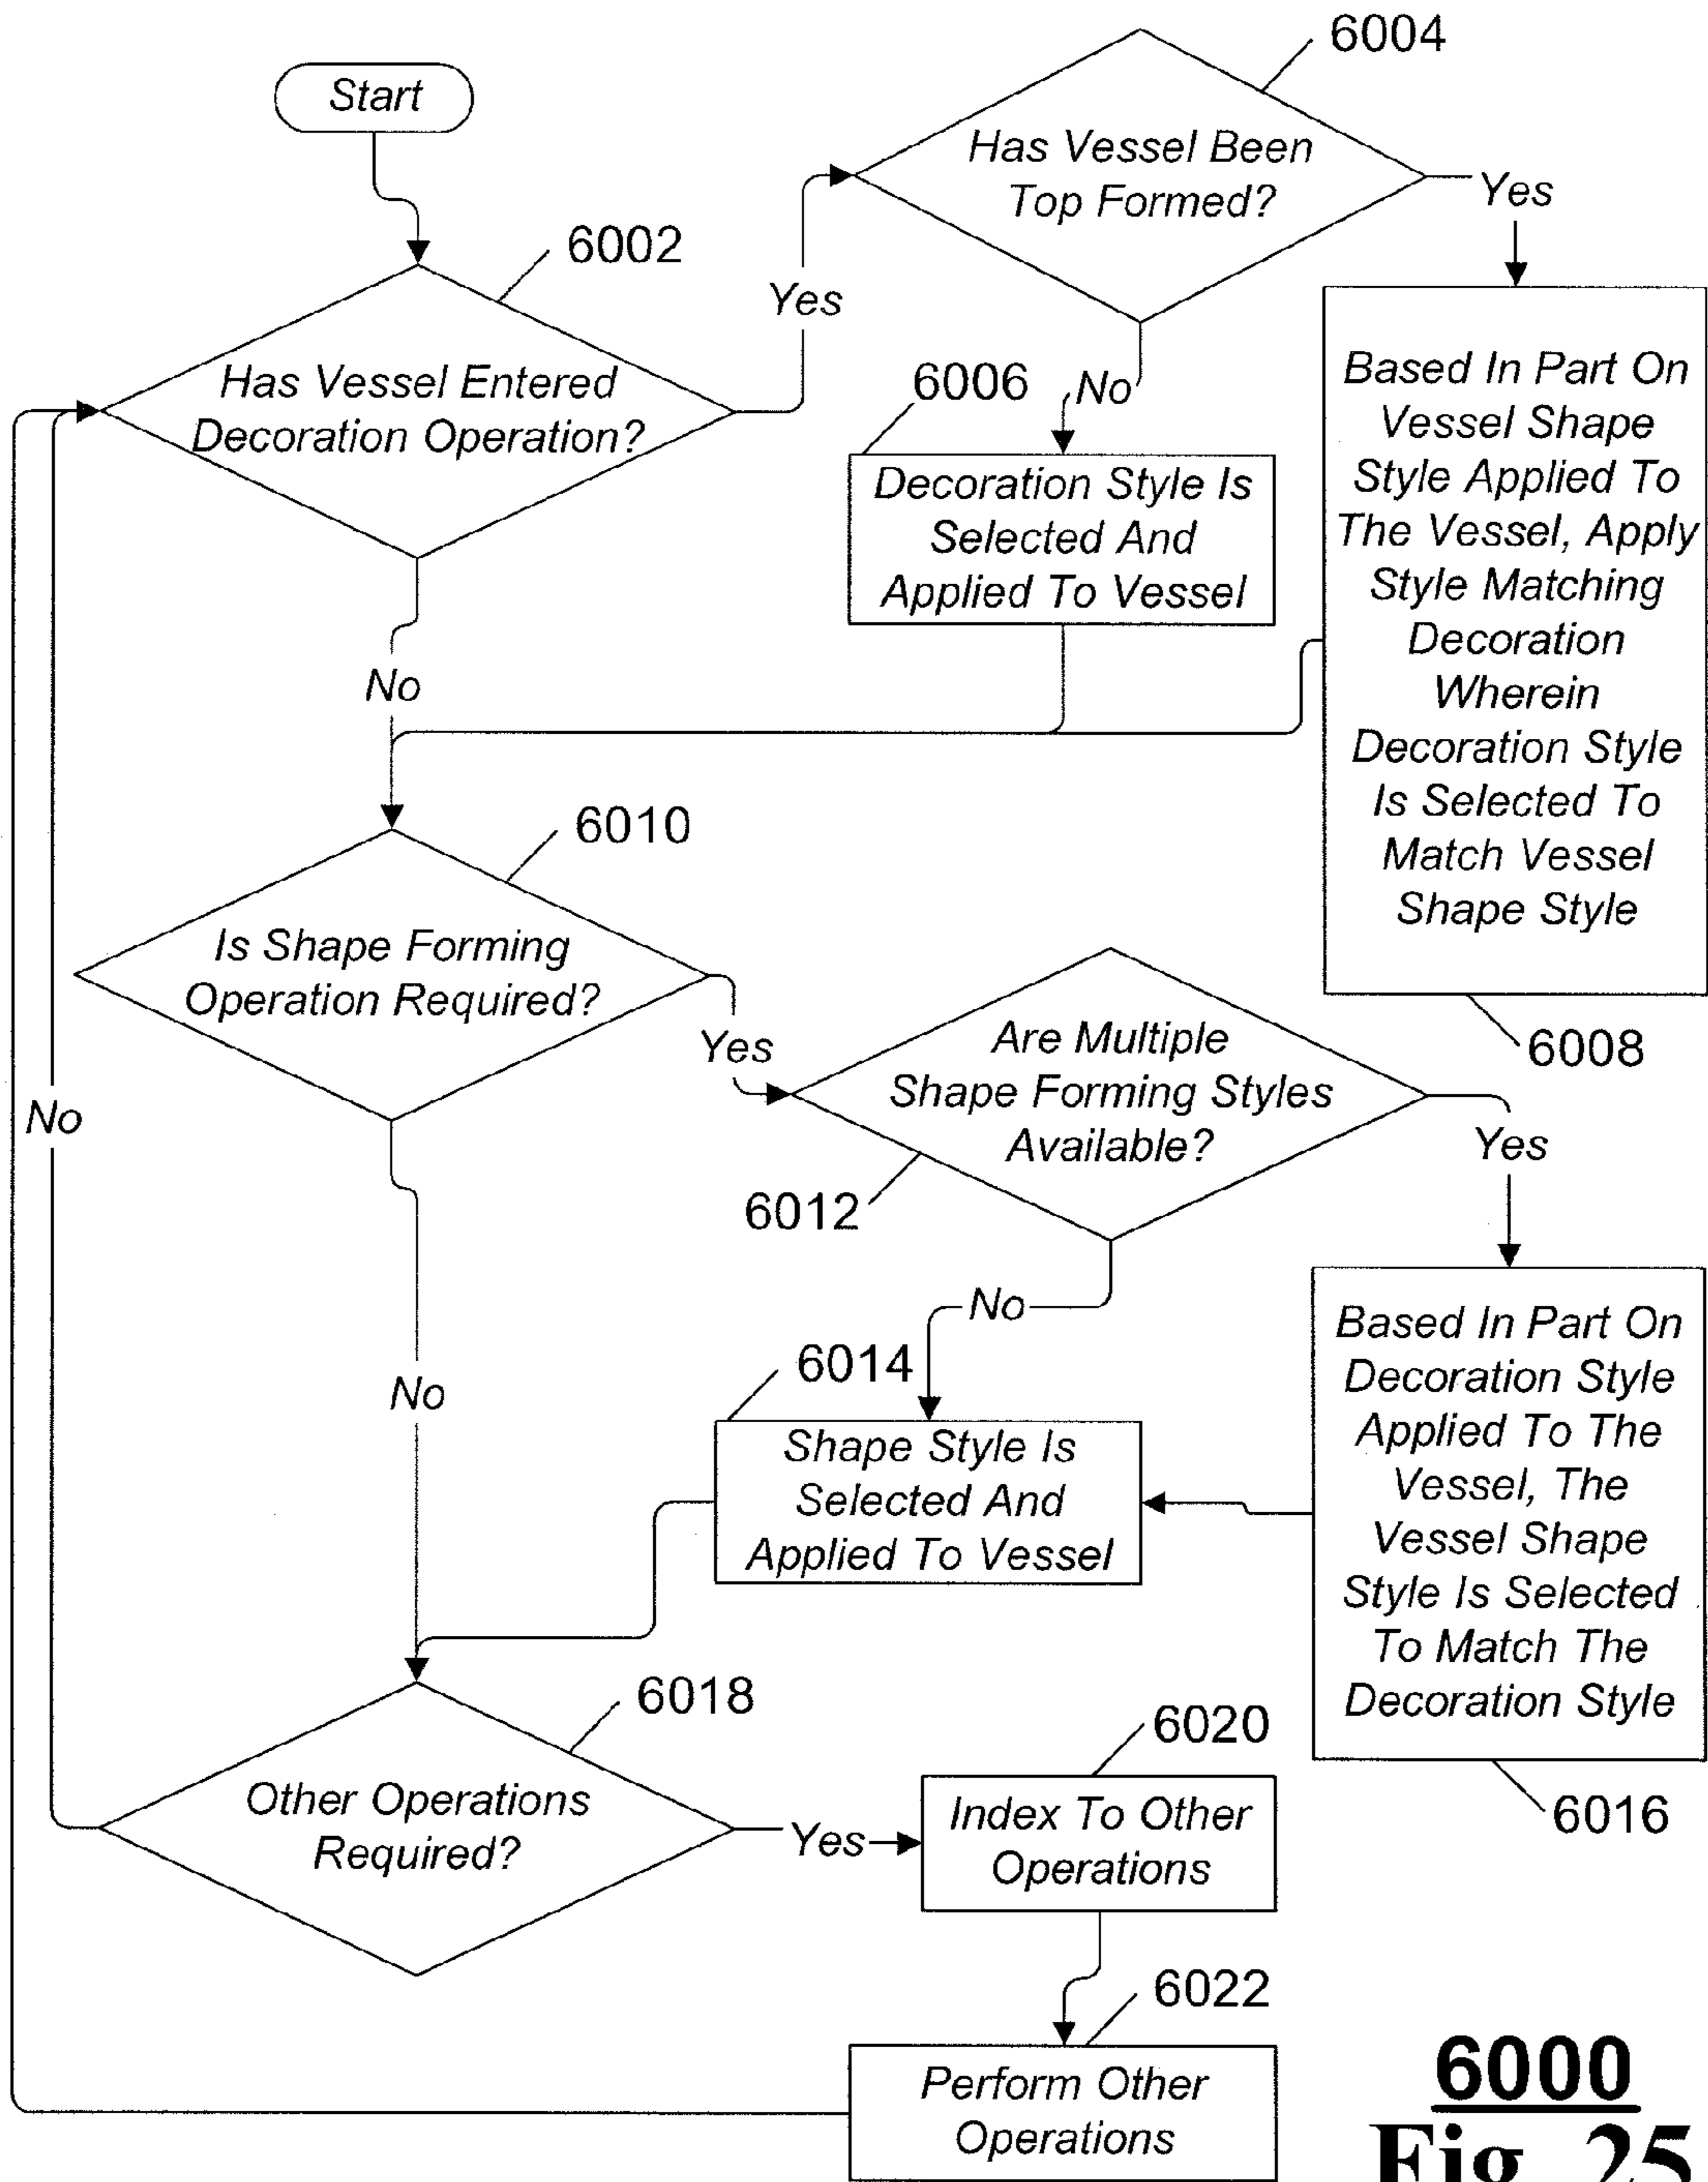 6004
Start
Has Vessel Been
Top Formed?
Yes
6002
Yes
Has Vessel Entered
Decoration Operation?
6006
No
Decoration Style Is
Selected And
Applied To Vessel
Based In Part On
Vessel Shape
Style Applied To
The Vessel, Apply
Style Matching
Decoration
Wherein
Decoration Style
Is Selected To
Match Vessel
Shape Style
6008
No
6010
Is Shape Forming
Operation Required?
Yes
Are Multiple
Shape Forming Styles
Available?
6012
Yes
No
No
No
6014
Shape Style Is
Selected And
Applied To Vessel
Based In Part On
Decoration Style
Applied To The
Vessel, The
Vessel Shape
Style Is Selected
To Match The
Decoration Style
6016
6018
Other Operations
Required?
Yes
6020
Index To Other
Operations
6022
Perform Other
Operations
6000
Fig. 25